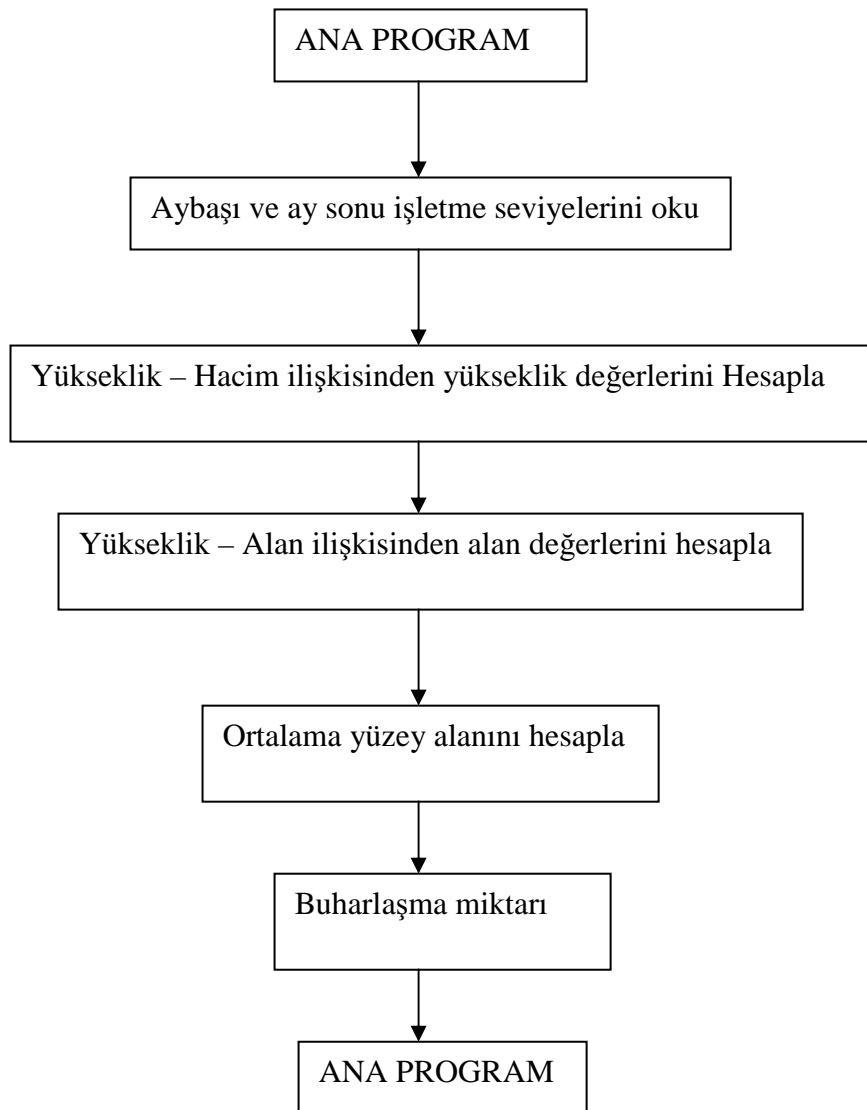 ANA PROGRAM
Aybaşı ve ay sonu işletme seviyelerini oku
Yükseklik – Hacim ilişkisinden yükseklik değerlerini Hesapla
Yükseklik – Alan ilişkisinden alan değerlerini hesapla
Ortalama yüzey alanını hesapla
Buharlaşma miktarı
ANA PROGRAM